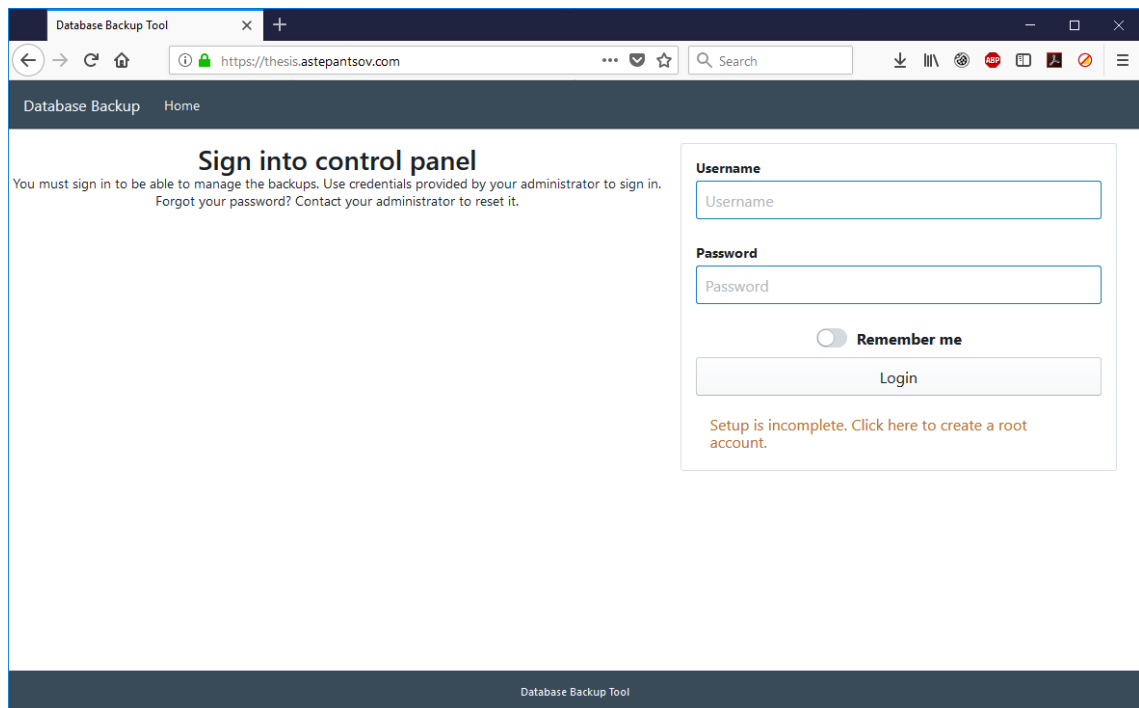 Database Backup Tool
https://thesis.astepantsov.com
Search
ABP
Database Backup Home
Sign into control panel
You must sign in to be able to manage the backups. Use credentials provided by your administrator to sign in.
Forgot your password? Contact your administrator to reset it.
Username
Username
Password
Password
Remember me
Login
Setup is incomplete. Click here to create a root
account.
Database Backup Tool